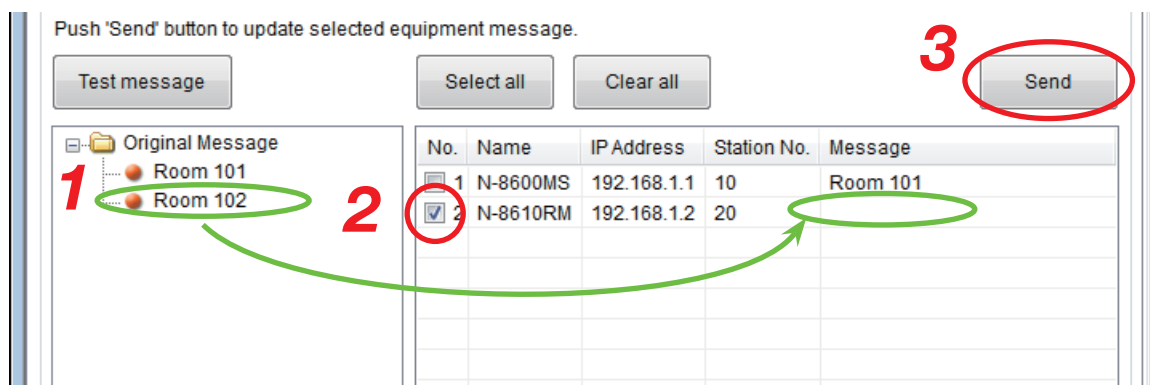 Push 'Send' button to update selected equipment message.
3
Test message Select all Clear all Send
Original Message
No. Name IP Address Station No. Message
1 Room 101
1 N-8600MS 192.168.1.1 10 Room 101
Room 102
2
2 N-8610RM 192.168.1.2 20